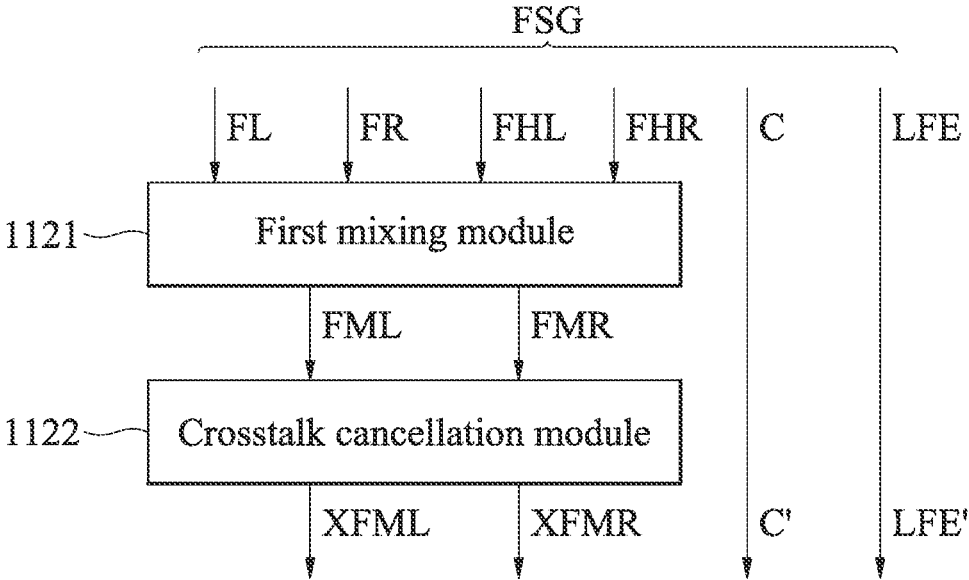 FSG
FL FR FHL FHR C LFE
1121 First mixing module
FML FMR
1122 Crosstalk cancellation module
XFML XFMR C' LFE'